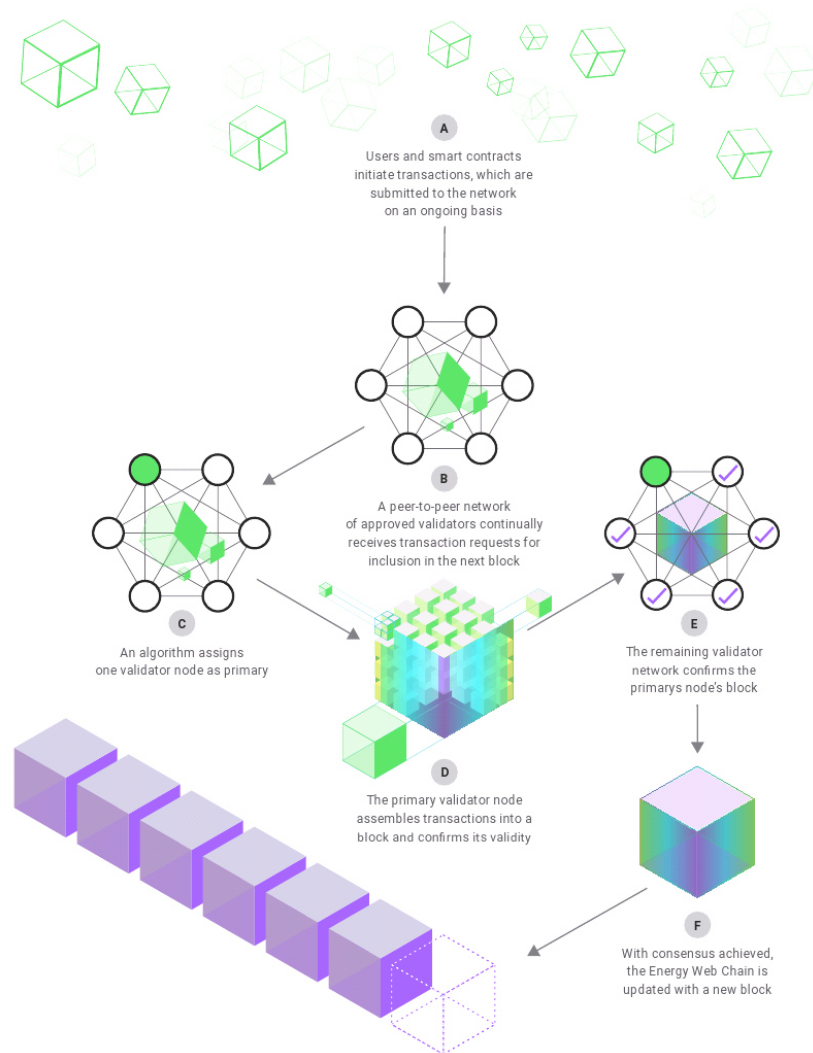 A
Users and smart contracts
initiate transactions, which are
submitted to the network
on an ongoing basis
B
A peer-to-peer network
of approved validators continually
receives transaction requests for
inclusion in the next block
C
An algorithm assigns
one validator node as primary
D
The primary validator node
assembles transactions into a
block and confirms its validity
E
The remaining validator
network confirms the
primarys node’s block
F
With consensus achieved,
the Energy Web Chain is
updated with a new block